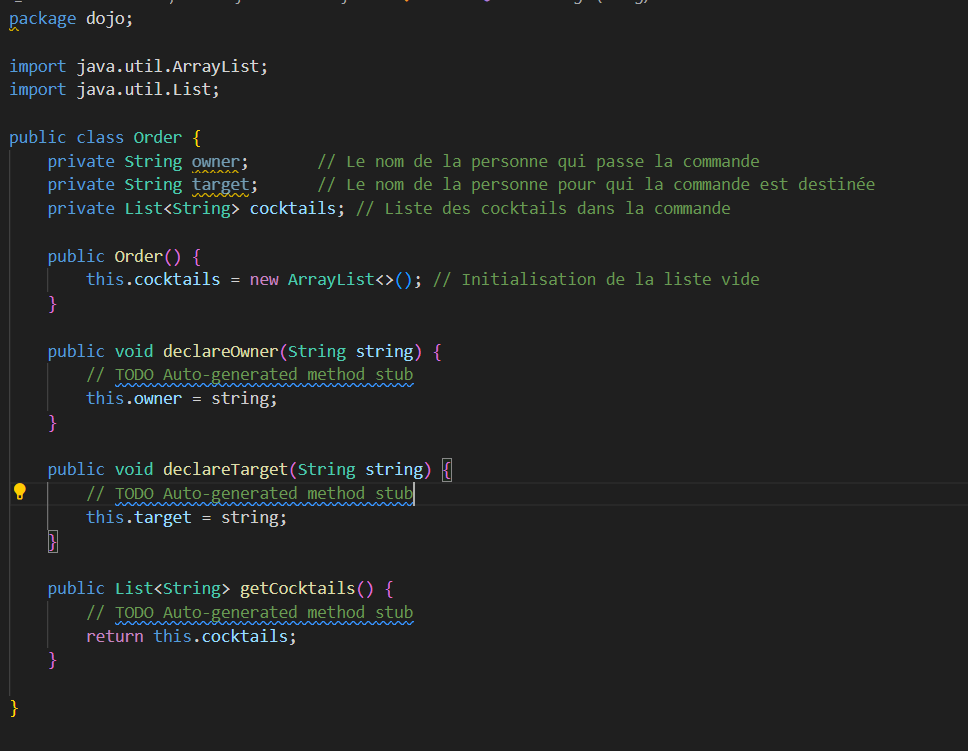 package dojo;
import java.util.ArrayList;
import java.util.List;
public class Order {
private String owner; // Le nom de la personne qui passe la commande
private String target; // Le nom de la personne pour qui la commande est destinée
private List<String> cocktails; // Liste des cocktails dans la commande
public Order() {
this.cocktails = new ArrayList<>(); // Initialisation de la liste vide
}
public void declareOwner(String string) {
// TODO Auto-generated method stub
this.owner = string;
}
public void declareTarget(String string) {
// TODO Auto-generated method stub
this.target = string;
}
public List<String> getCocktails() {
// TODO Auto-generated method stub
return this.cocktails;
}
}